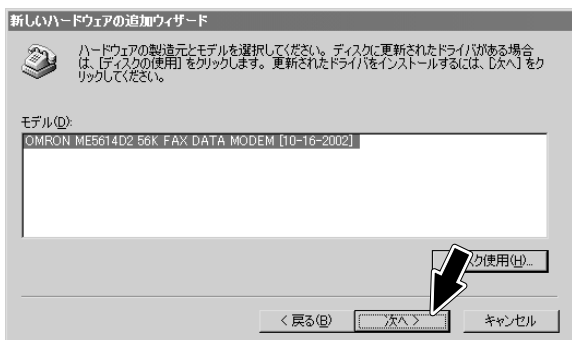 新しいハードウェアの追加ウィザード
ハードウェアの製造元とモデルを選択してください。ディスクに更新されたドライバがある場合
は、[ディスクの使用] をクリックします。更新されたドライバをインストールするには、[次へ] をク
リックしてください。
モデル(D):
OMRON ME5614D2 56K FAX DATA MODEM [10-16-2002]
ク使用(H)...
< 戻る(B)
次へ >
キャンセル